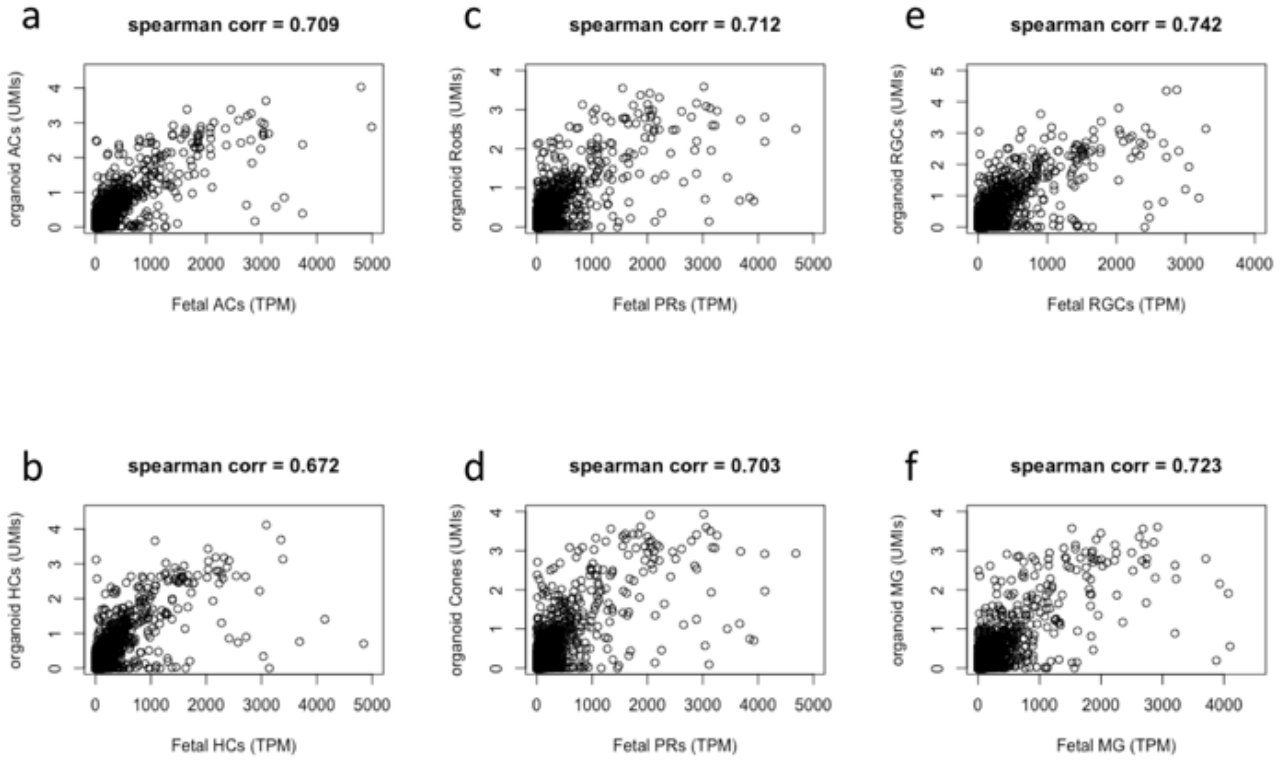 a
spearman corr = 0.709
organoid ACs (UMIs)
0 1 2 3 4
0 1000 2000 3000 4000 5000
Fetal ACs (TPM)
c
spearman corr = 0.712
organoid Rods (UMIs)
0 1 2 3 4
0 1000 2000 3000 4000 5000
Fetal PRs (TPM)
e
spearman corr = 0.742
organoid RGCs (UMIs)
0 1 2 3 4 5
0 1000 2000 3000 4000
Fetal RGCs (TPM)
b
spearman corr = 0.672
organoid HCs (UMIs)
0 1 2 3 4
0 1000 2000 3000 4000 5000
Fetal HCs (TPM)
d
spearman corr = 0.703
organoid Cones (UMIs)
0 1 2 3 4
0 1000 2000 3000 4000 5000
Fetal PRs (TPM)
f
spearman corr = 0.723
organoid MG (UMIs)
0 1 2 3 4
0 1000 2000 3000 4000
Fetal MG (TPM)